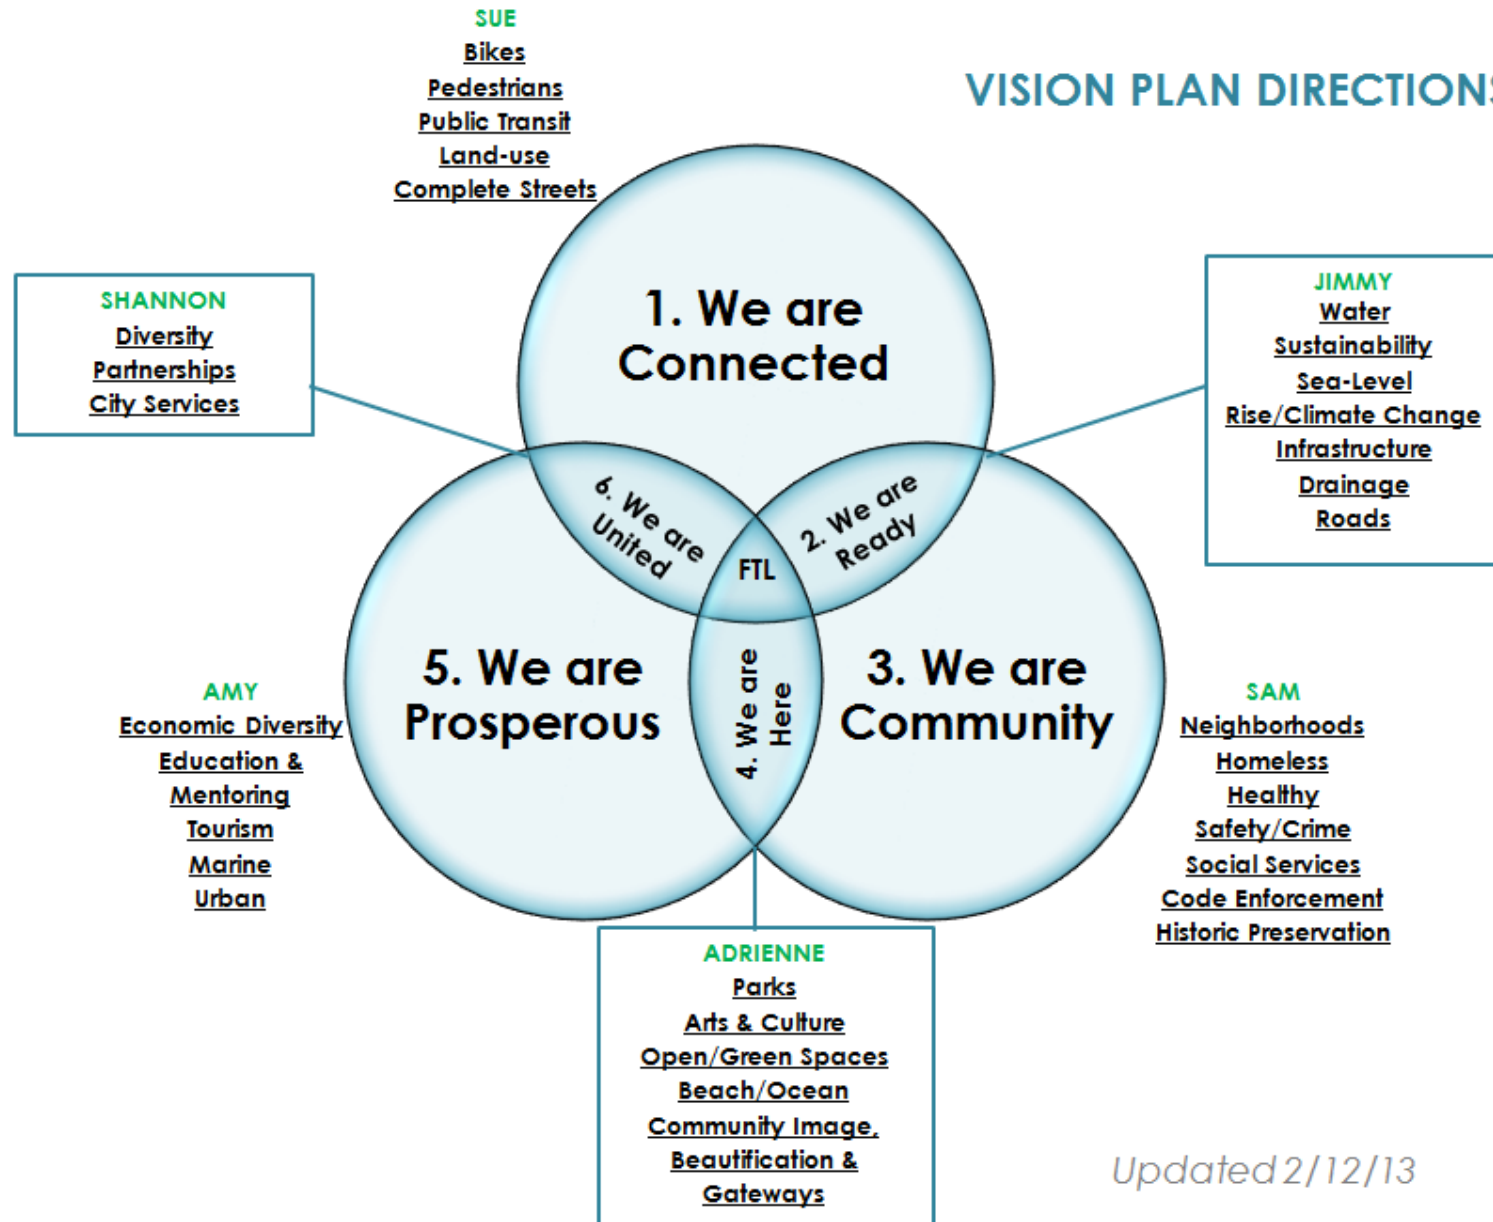 SUE
Bikes
Pedestrians
Public Transit
Land-use
Complete Streets
VISION PLAN DIRECTIONS
SHANNON
Diversity
Partnerships
City Services
1. We are
Connected
JIMMY
Water
Sustainability
Sea-Level
Rise/Climate Change
Infrastructure
Drainage
Roads
6. We are
United
2. We are
Ready
FTL
5. We are
Prosperous
4. We are
Here
3. We are
Community
AMY
Economic Diversity
Education &
Mentoring
Tourism
Marine
Urban
SAM
Neighborhoods
Homeless
Healthy
Safety/Crime
Social Services
Code Enforcement
Historic Preservation
ADRIENNE
Parks
Arts & Culture
Open/Green Spaces
Beach/Ocean
Community Image,
Beautification &
Gateways
Updated 2/12/13